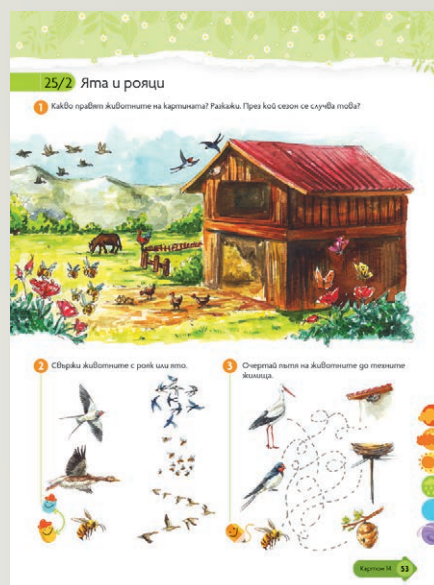 25/2 Ята и рояци
1 Какво правят животните на картината? Разкажи. През кой сезон се случва това?
2 Свържи животните с рояк или ято.
3 Очертай пътя на животните до техните
жилища.
Картон 14 53